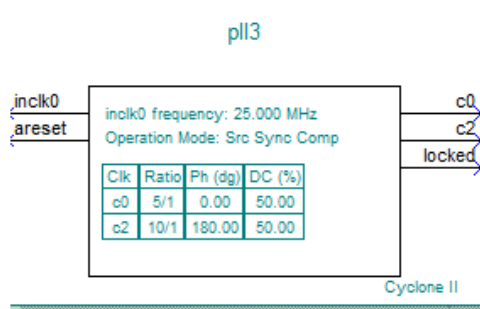 pll3
inclk0
areset
inclk0 frequency: 25.000 MHz
Operation Mode: Src Sync Comp
Clk Ratio Ph (dg) DC (%)
c0 5/1 0.00 50.00
c2 10/1 180.00 50.00
c0
c2
locked
Cyclone II